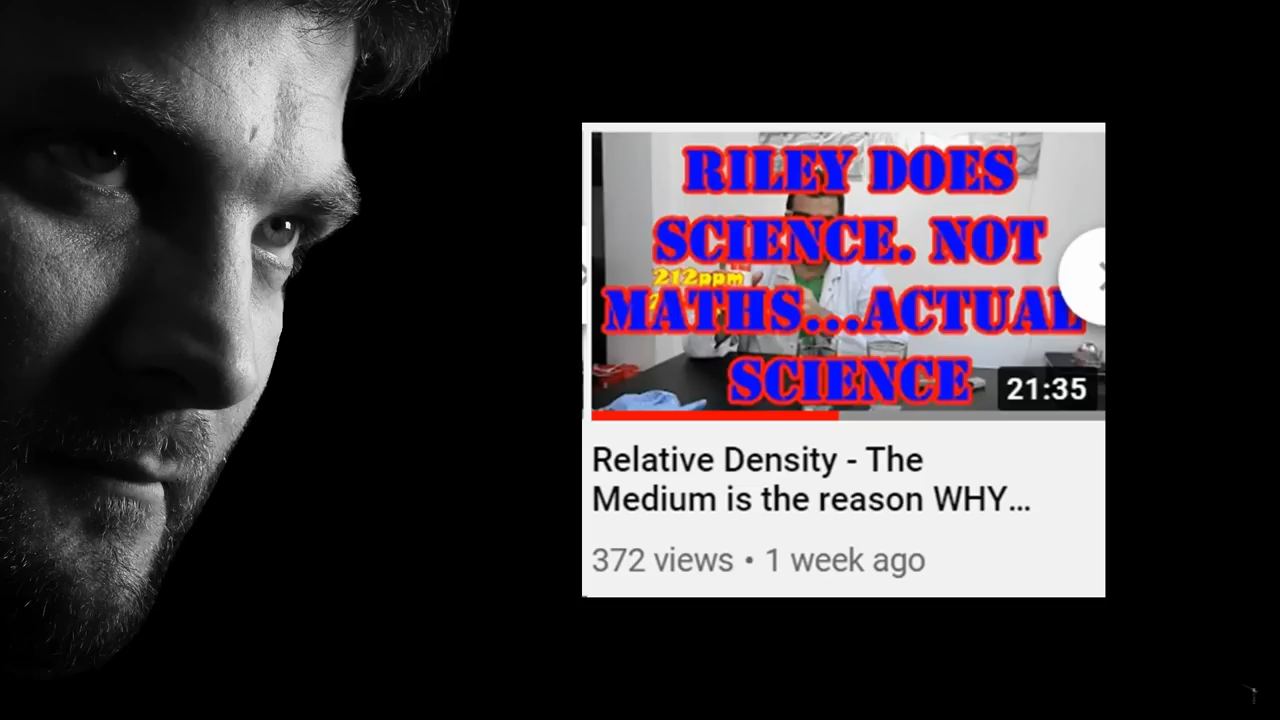 RILEY DOES
SCIENCE. NOT
212ppm
MATHS...ACTUAL
SCIENCE
21:35
Relative Density - The
Medium is the reason WHY...
372 views • 1 week ago